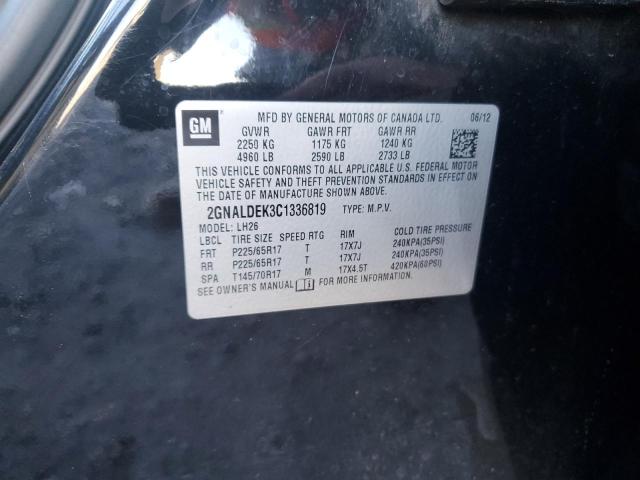 GM
MFD BY GENERAL MOTORS OF CANADA LTD. 06/12
GVWR GAWR FRT GAWR RR
2250 KG 1175 KG 1240 KG
4960 LB 2590 LB 2733 LB
THIS VEHICLE CONFORMS TO ALL APPLICABLE U.S. FEDERAL MOTOR
VEHICLE SAFETY AND THEFT PREVENTION STANDARDS IN EFFECT ON
THE DATE OF MANUFACTURE SHOWN ABOVE.
2GNALDEK3C1336819 TYPE: M.P.V.
MODEL: LH26
LBCL TIRE SIZE SPEED RTG RIM COLD TIRE PRESSURE
FRT P225/65R17 T 17X7J 240KPA(35PSI)
RR P225/65R17 T 17X7J 240KPA(35PSI)
SPA T145/70R17 M 17X4.5T 420KPA(60PSI)
SEE OWNER'S MANUAL FOR MORE INFORMATION.